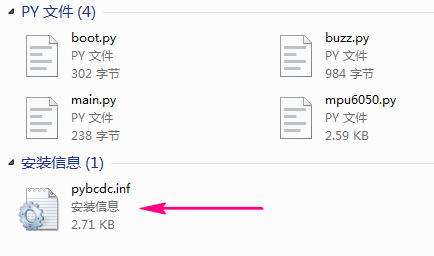 PY 文件 (4)
boot.py
PY 文件
302 字节
buzz.py
PY 文件
984 字节
main.py
PY 文件
238 字节
mpu6050.py
PY 文件
2.59 KB
安装信息 (1)
pybcdc.inf
安装信息
2.71 KB